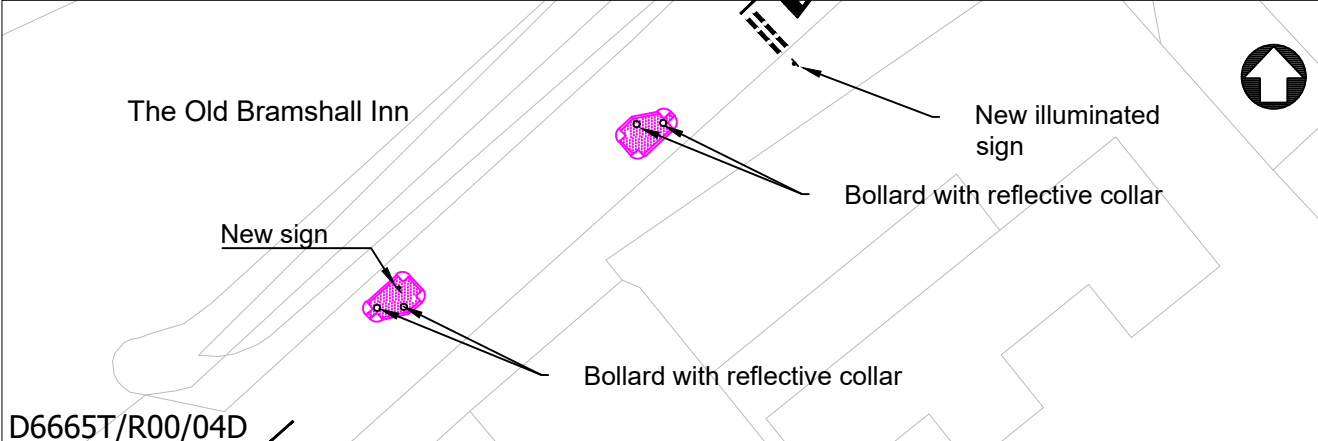 The Old Bramshall Inn
New illuminated
sign
Bollard with reflective collar
New sign
Bollard with reflective collar
D6665T/R00/04D